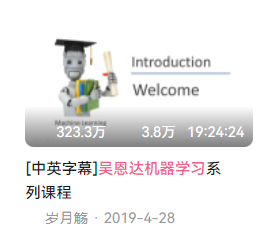 Introduction
Welcome
Machine Learning
323.3万 3.8万 19:24:24
[中英字幕]吴恩达机器学习系
列课程
岁月觞 · 2019-4-28